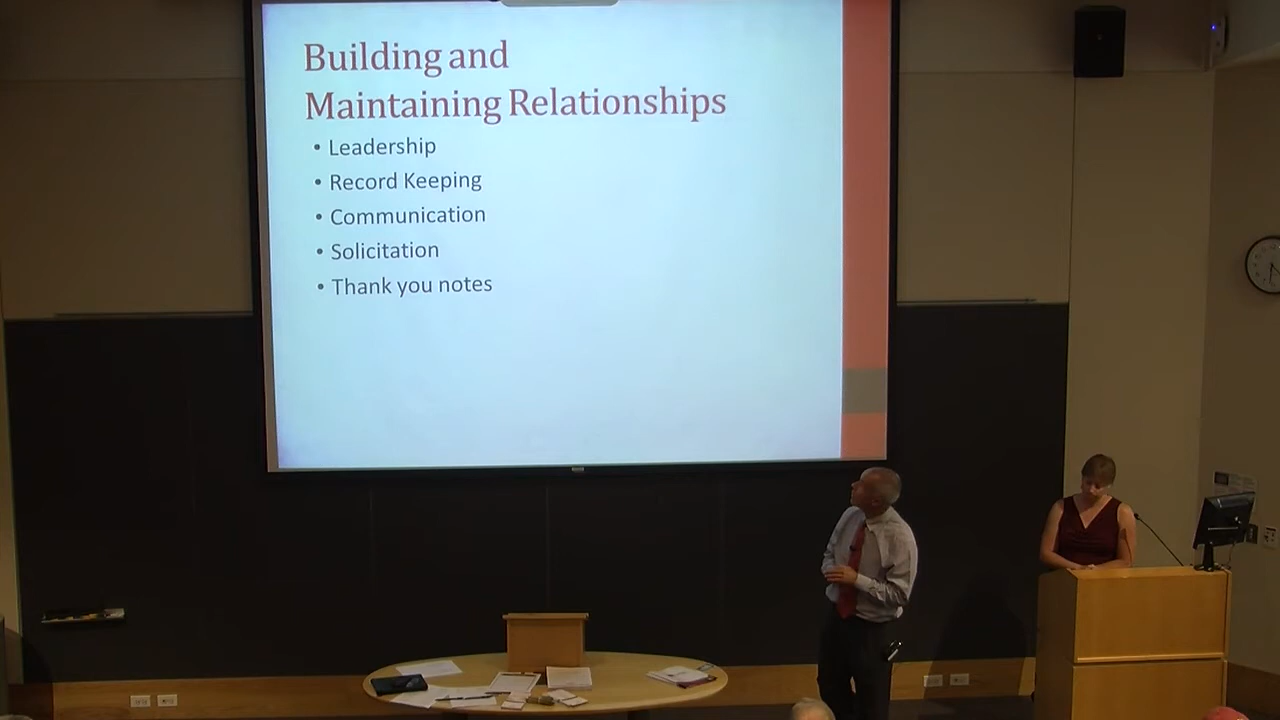 Building and
Maintaining Relationships
• Leadership
• Record Keeping
• Communication
• Solicitation
• Thank you notes